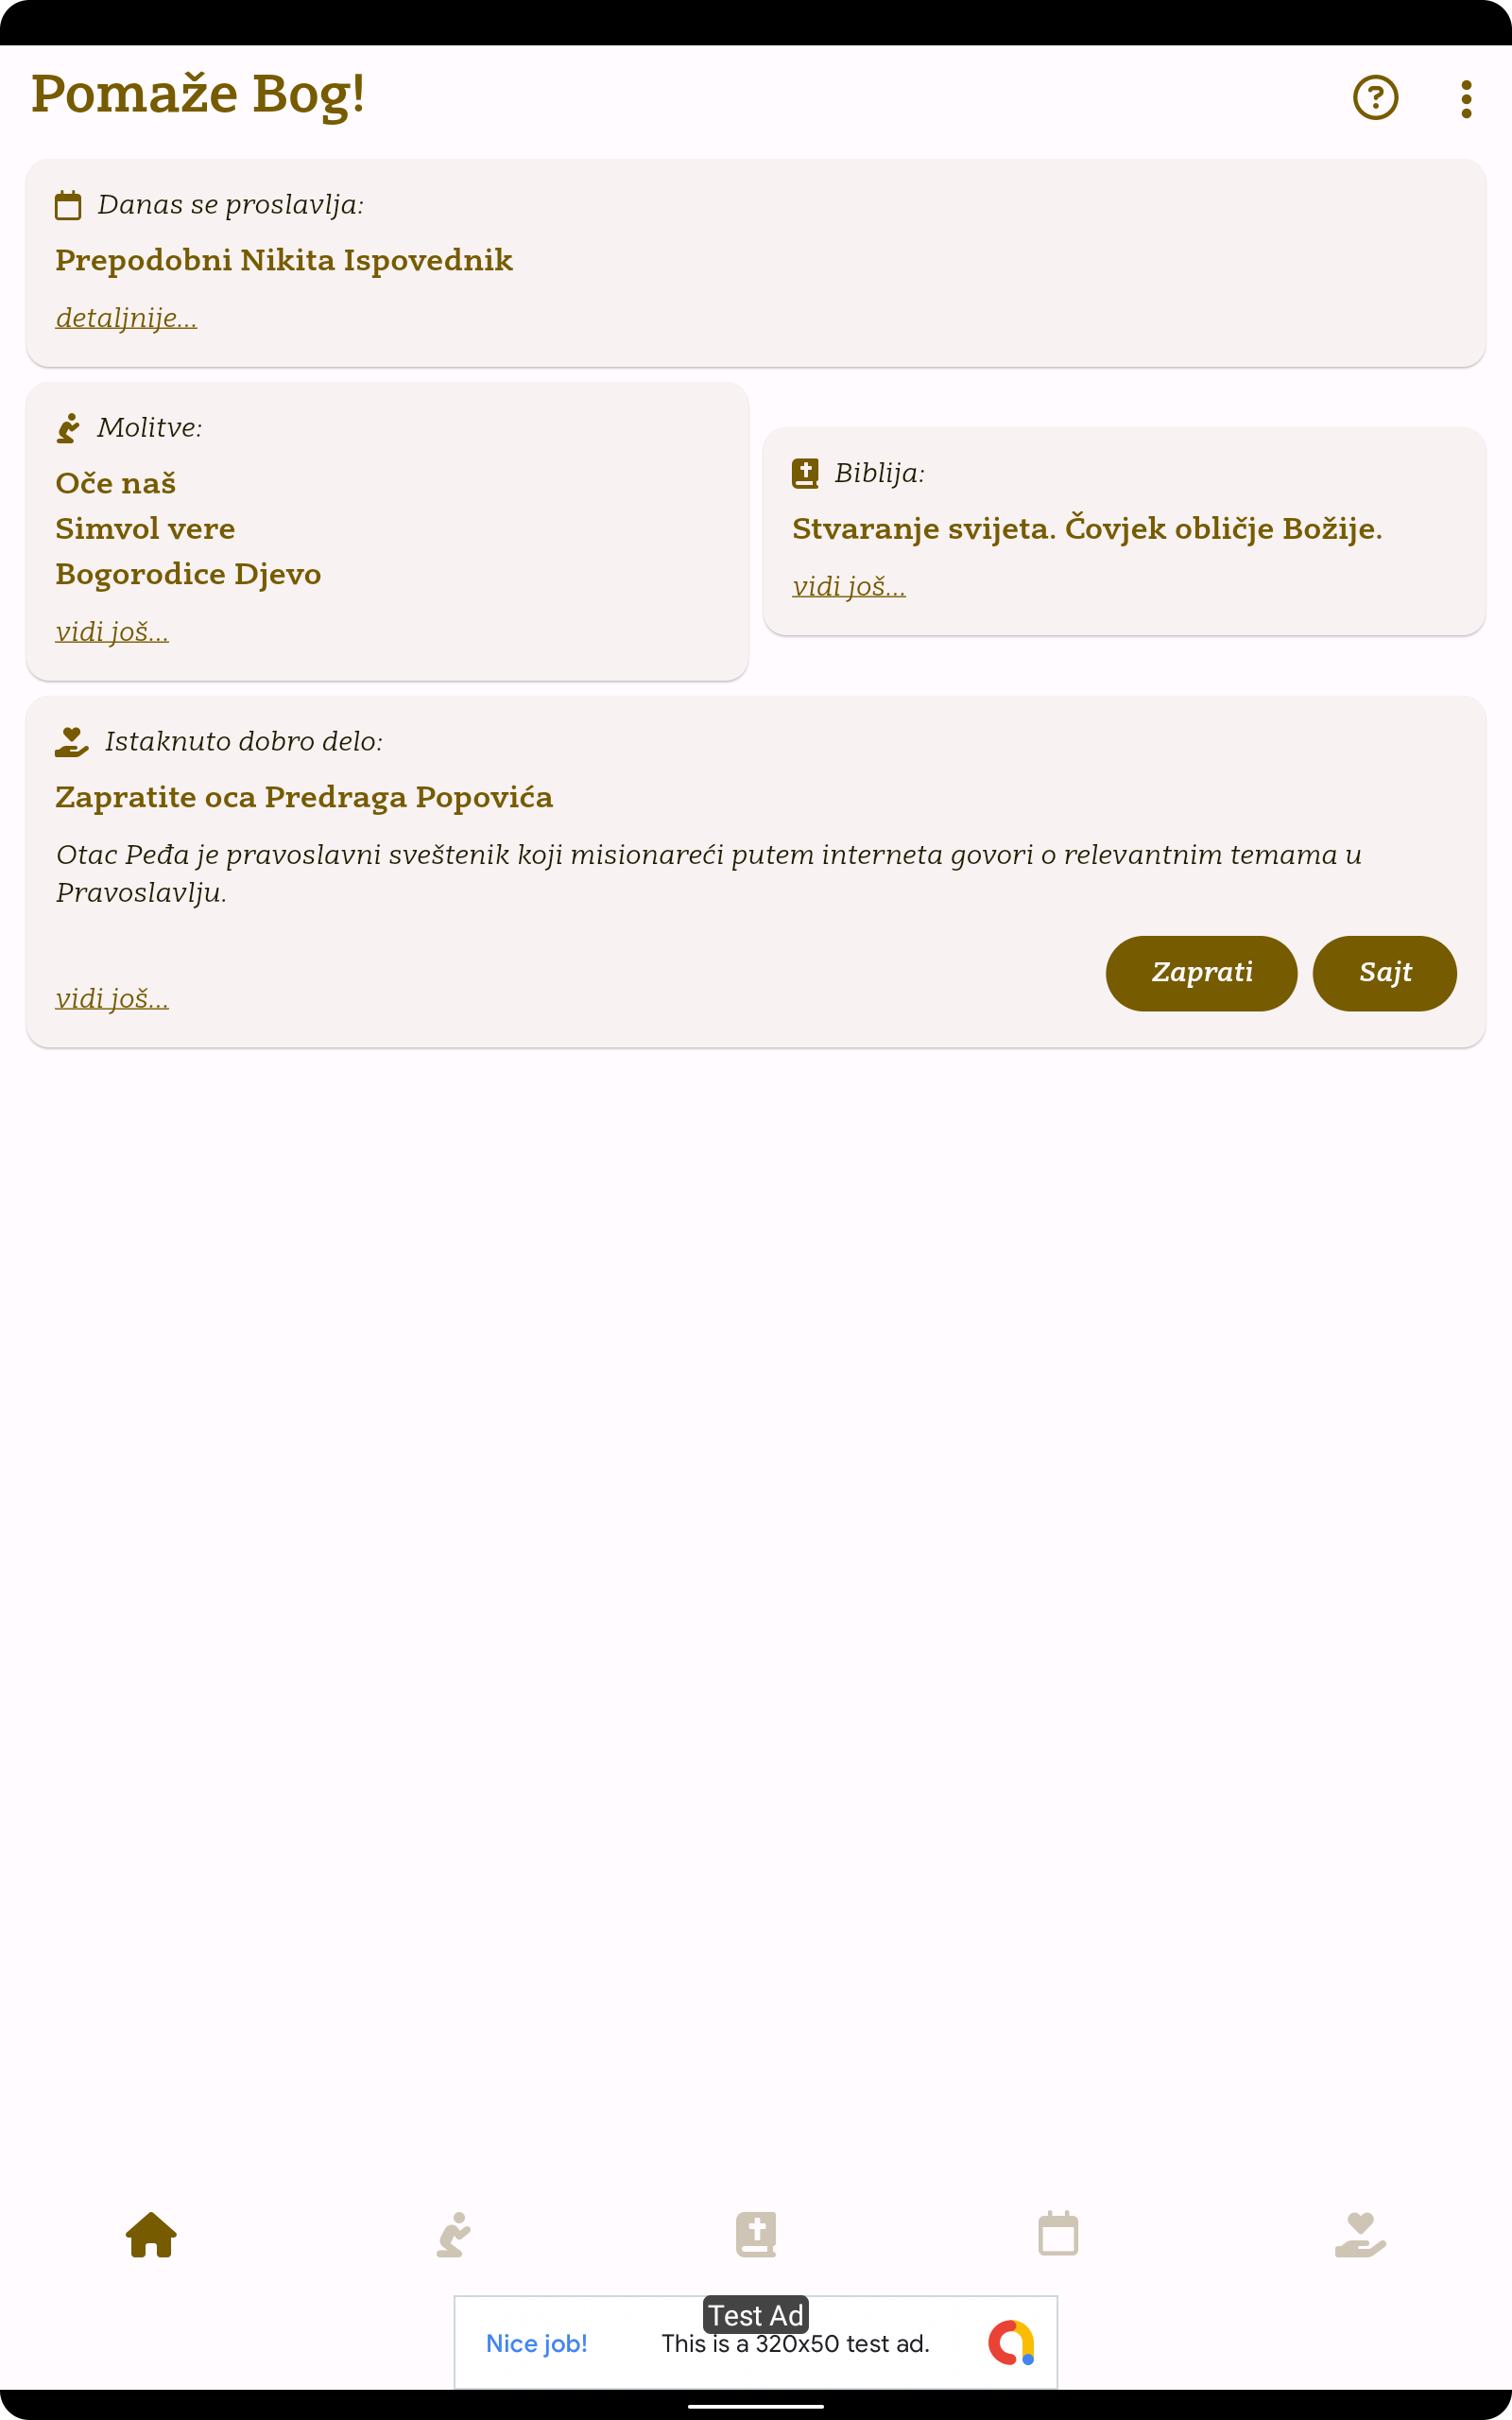 Pomaže Bog!
Danas se proslavlja:
Prepodobni Nikita Ispovednik
detaljnije...
Molitve:
Oče naš
Simvol vere
Bogorodice Djevo
vidi još...
Biblija:
Stvaranje svijeta. Čovjek obličje Božije.
vidi još...
Istaknuto dobro delo:
Zapratite oca Predraga Popovića
Otac Peđa je pravoslavni sveštenik koji misionareći putem interneta govori o relevantnim temama u
Pravoslavlju.
Zaprati
Sajt
vidi još...
Test Ad
Nice job!
This is a 320x50 test ad.